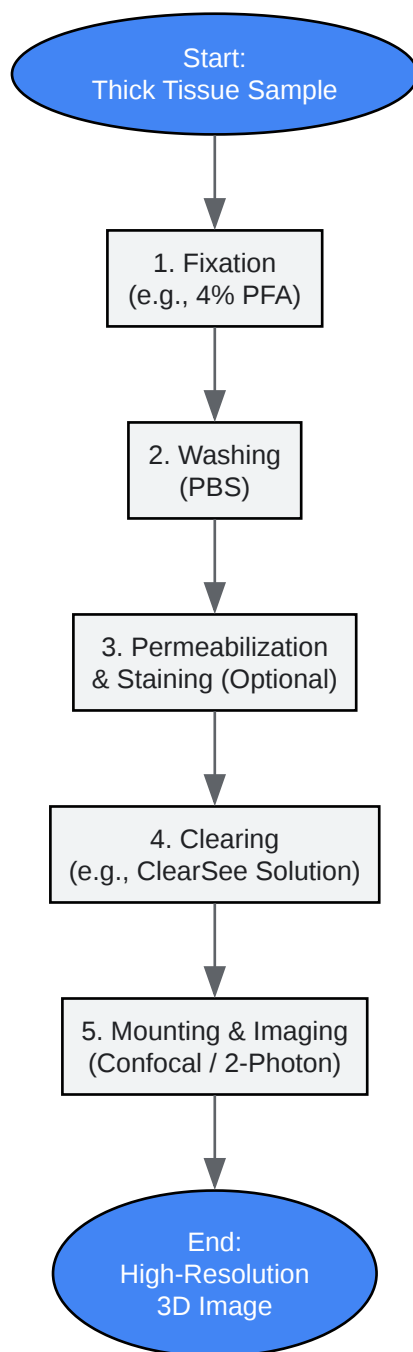 Start:
Thick Tissue Sample
1. Fixation
(e.g., 4% PFA)
2. Washing
(PBS)
3. Permeabilization
& Staining (Optional)
4. Clearing
(e.g., ClearSee Solution)
5. Mounting & Imaging
(Confocal / 2-Photon)
End:
High-Resolution
3D Image